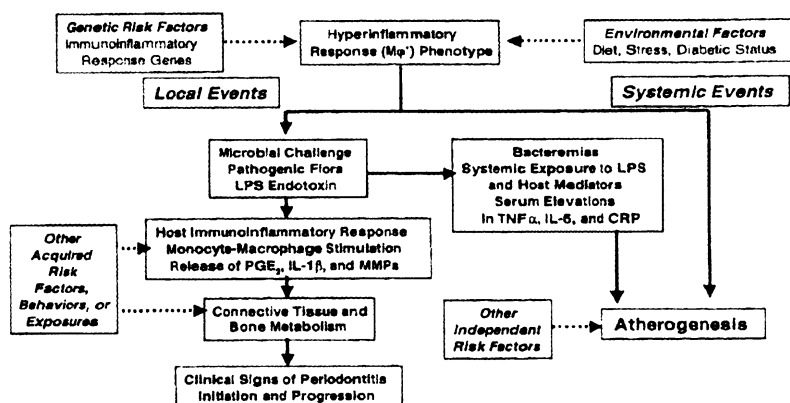 Genetic Risk Factors
Immunoinflammatory
Response Genes
Hyperinflammatory
Response (Mφ⁺) Phenotype
Environmental Factors
Diet, Stress, Diabetic Status
Local Events
Systemic Events
Microbial Challenge
Pathogenic Flora
LPS Endotoxin
Bacteremias
Systemic Exposure to LPS
and Host Mediators
Serum Elevations
In TNFα, IL-6, and CRP
Host Immunoinflammatory Response
Monocyte-Macrophage Stimulation
Release of PGE₂, IL-1β, and MMPs
Other
Acquired
Risk
Factors,
Behaviors, or
Exposures
Connective Tissue and
Bone Metabolism
Other
Independent
Risk Factors
Atherogenesis
Clinical Signs of Periodontitis
Initiation and Progression